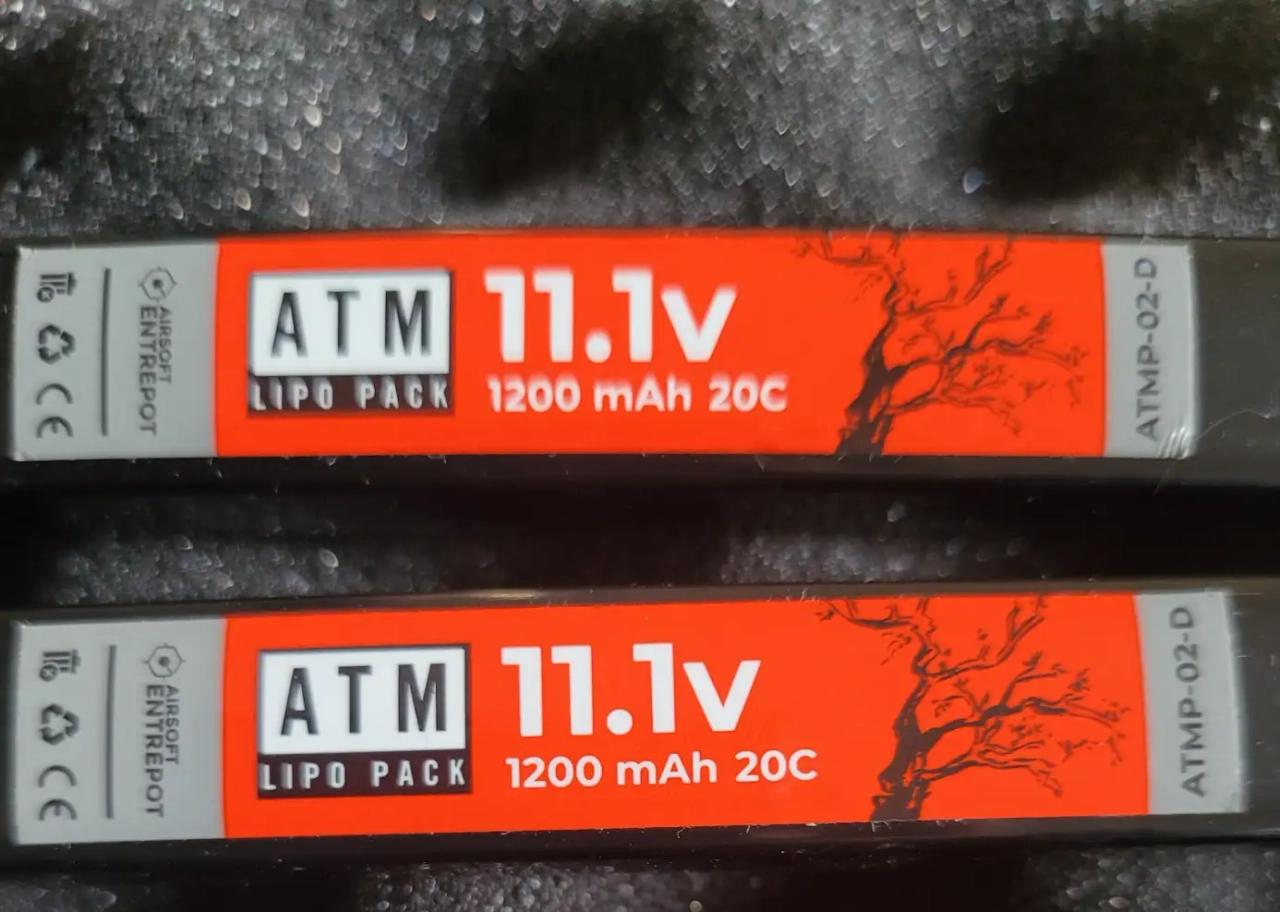 AIRSOFT
ENTREPOT
ATM
LIPO PACK
11.1v
1200 mAh 20C
ATMP-02-D
CE
AIRSOFT
ENTREPOT
ATM
LIPO PACK
11.1v
1200 mAh 20C
ATMP-02-D
CE